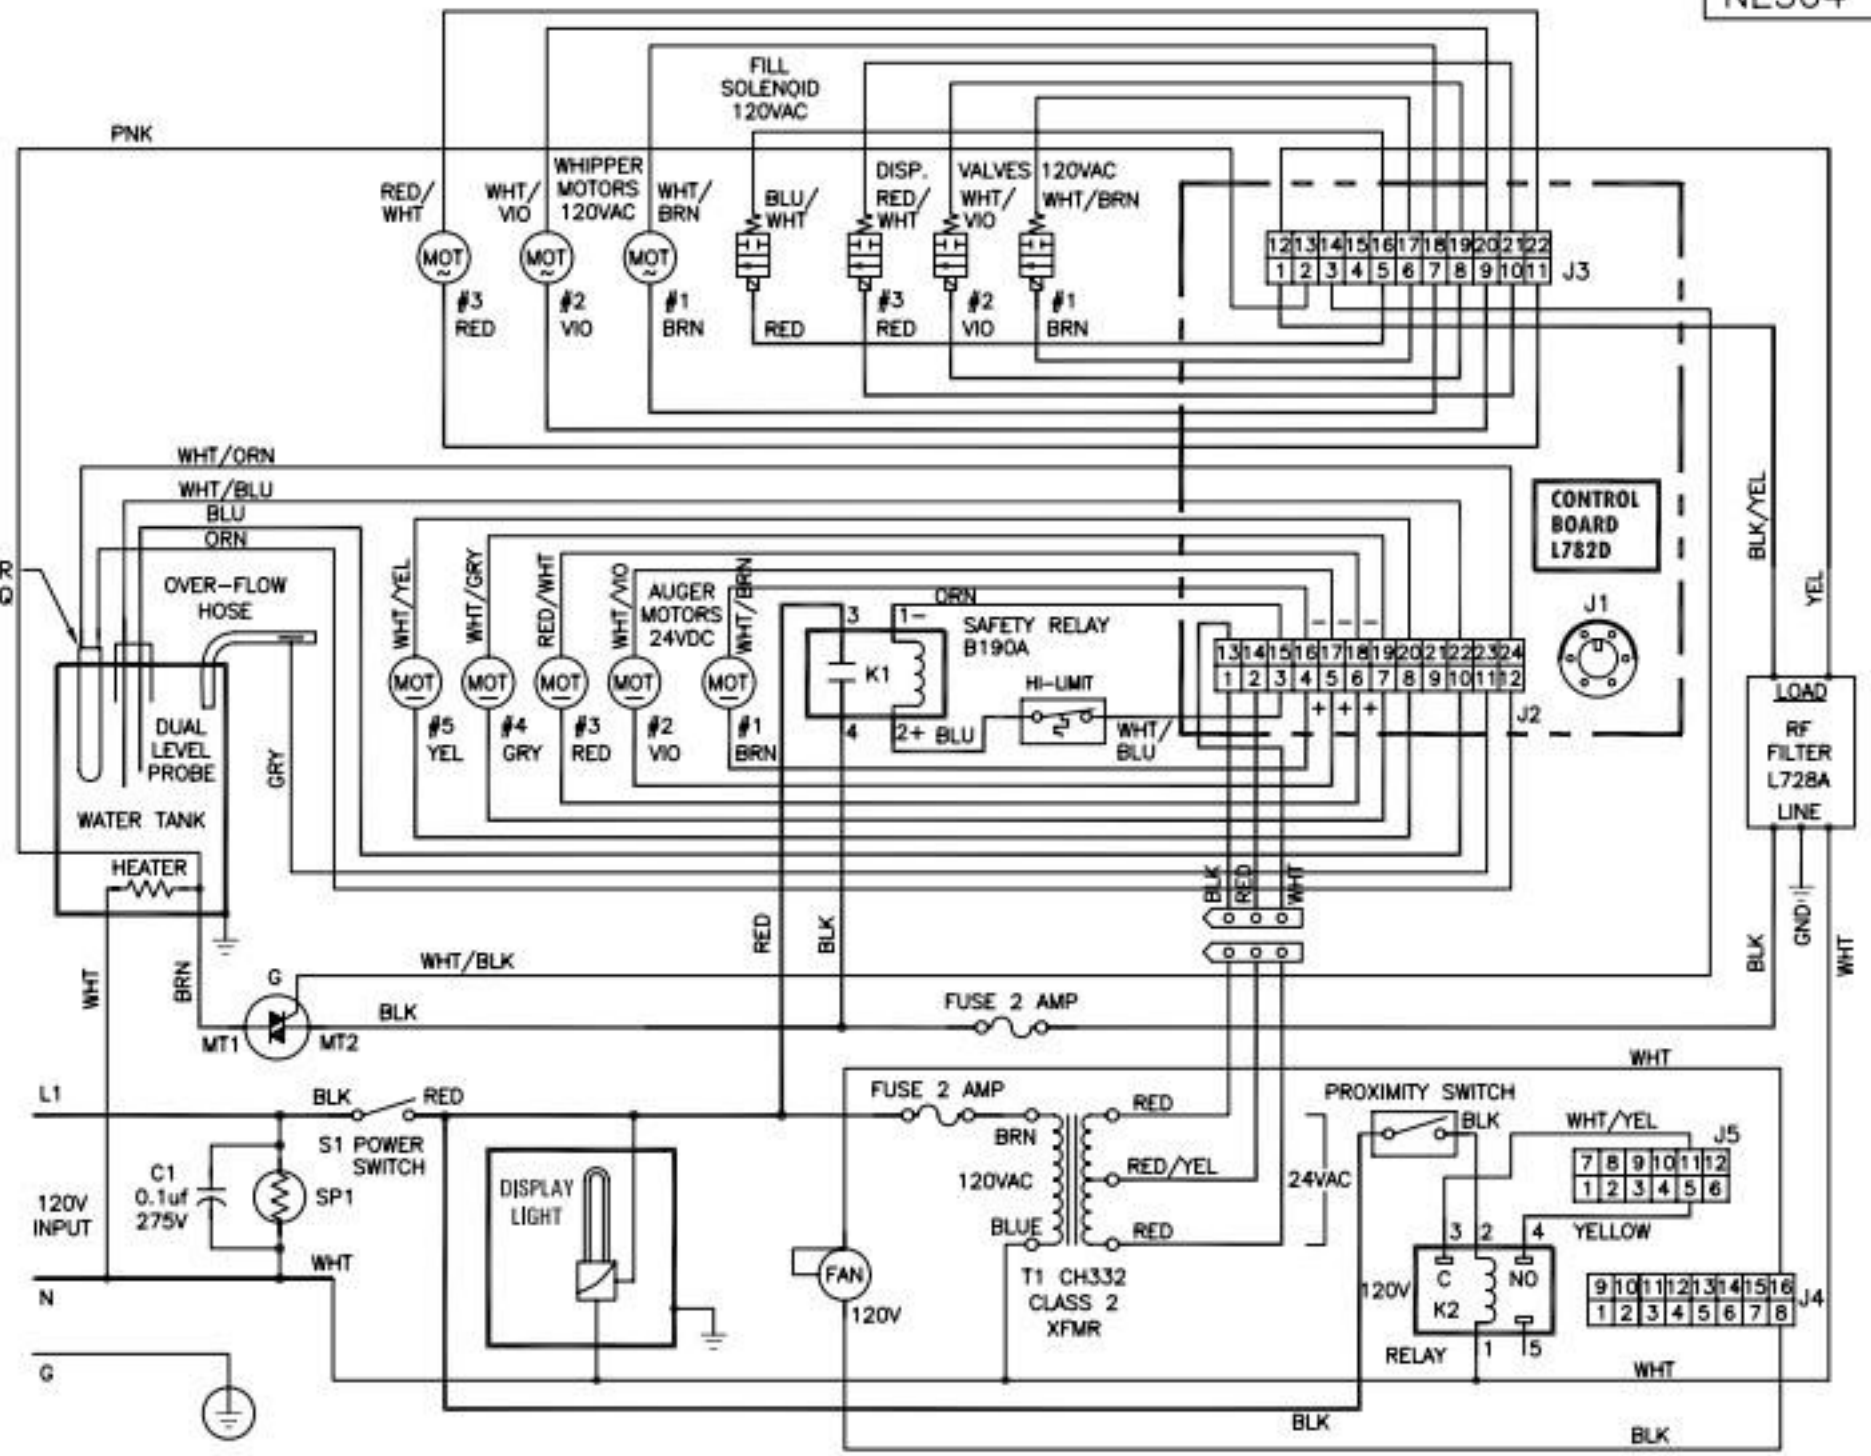 PNK
FILL
SOLENOID
120VAC
RED/
WHT
WHT/
VIO
WHIPPER
MOTORS
120VAC
WHT/
BRN
BLU/
WHT
DISP. VALVES 120VAC
RED/
WHT
WHT/
VIO
WHT/BRN
MOT
MOT
MOT
#3
RED
#2
VIO
#1
BRN
RED
#3
RED
#2
VIO
#1
BRN
12 13 14 15 16 17 18 19 20 21 22
1 2 3 4 5 6 7 8 9 10 11
J3
WHT/ORN
WHT/BLU
BLU
ORN
OVER-FLOW
HOSE
DUAL
LEVEL
PROBE
WATER TANK
HEATER
GRY
WHT/YEL
WHT/GRY
RED/WHT
WHT/VIO
AUGER
MOTORS
24VDC
WHT/BRN
MOT
MOT
MOT
MOT
MOT
#5
YEL
#4
GRY
#3
RED
#2
VIO
#1
BRN
3
1-
ORN
SAFETY RELAY
B190A
K1
4
2+
BLU
HI-LIMIT
WHT/
BLU
CONTROL
BOARD
L782D
J1
- - -
13 14 15 16 17 18 19 20 21 22 23 24
1 2 3 4 5 6 7 8 9 10 11 12
+ + +
J2
BLK/YEL
YEL
LOAD
RF
FILTER
L728A
LINE
BLK
GND
WHT
BLK
RED
WHT
RED
BLK
WHT
BRN
G
WHT/BLK
MT1
MT2
BLK
FUSE 2 AMP
L1
BLK
RED
S1 POWER
SWITCH
C1
0.1uf
275V
SP1
120V
INPUT
WHT
N
G
DISPLAY
LIGHT
FUSE 2 AMP
BRN
120VAC
BLUE
RED
RED/YEL
RED
24VAC
T1 CH332
CLASS 2
XFMR
FAN
120V
WHT
PROXIMITY SWITCH
BLK
WHT/YEL
J5
7 8 9 10 11 12
1 2 3 4 5 6
YELLOW
3 2 4
120V
C
NO
K2
RELAY
1
5
9 10 11 12 13 14 15 16
1 2 3 4 5 6 7 8
J4
WHT
BLK
BLK